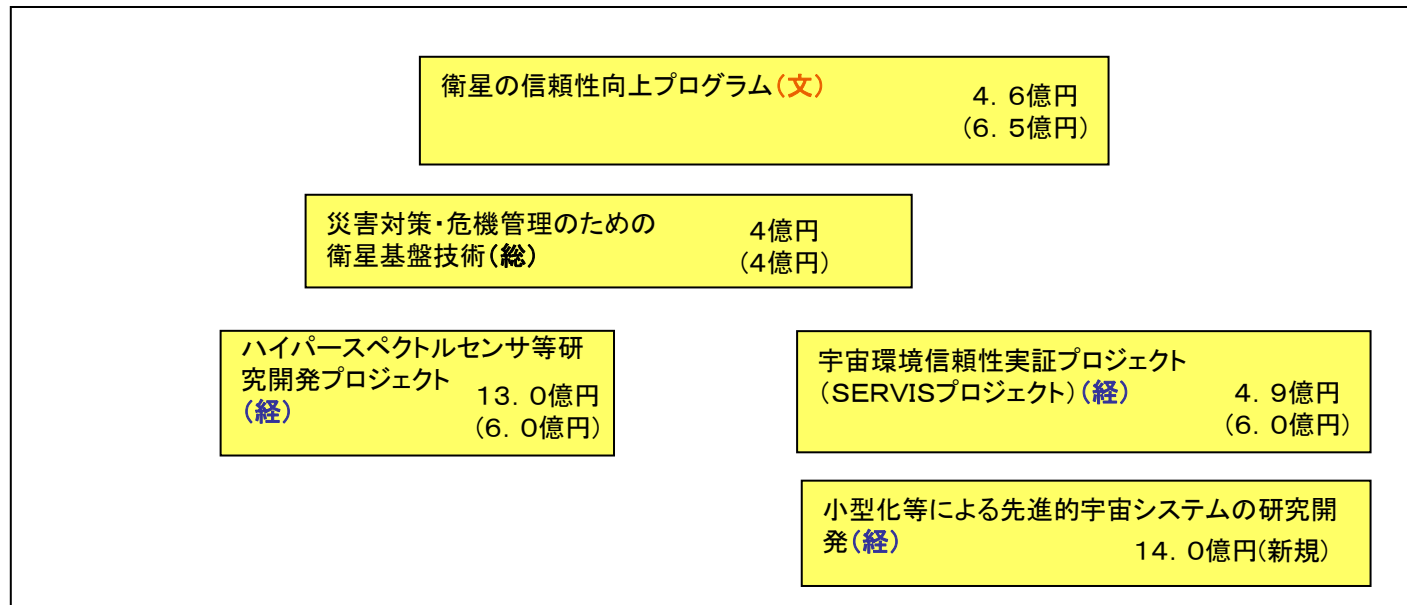 衛星の信頼性向上プログラム(文)
4．6億円
(6．5億円)
災害対策・危機管理のための
衛星基盤技術(総)
4億円
(4億円)
ハイパースペクトルセンサ等研
究開発プロジェクト
(経)
13．0億円
(6．0億円)
宇宙環境信頼性実証プロジェクト
(SERVISプロジェクト)(経)
4．9億円
(6．0億円)
小型化等による先進的宇宙システムの研究開
発(経)
14．0億円(新規)